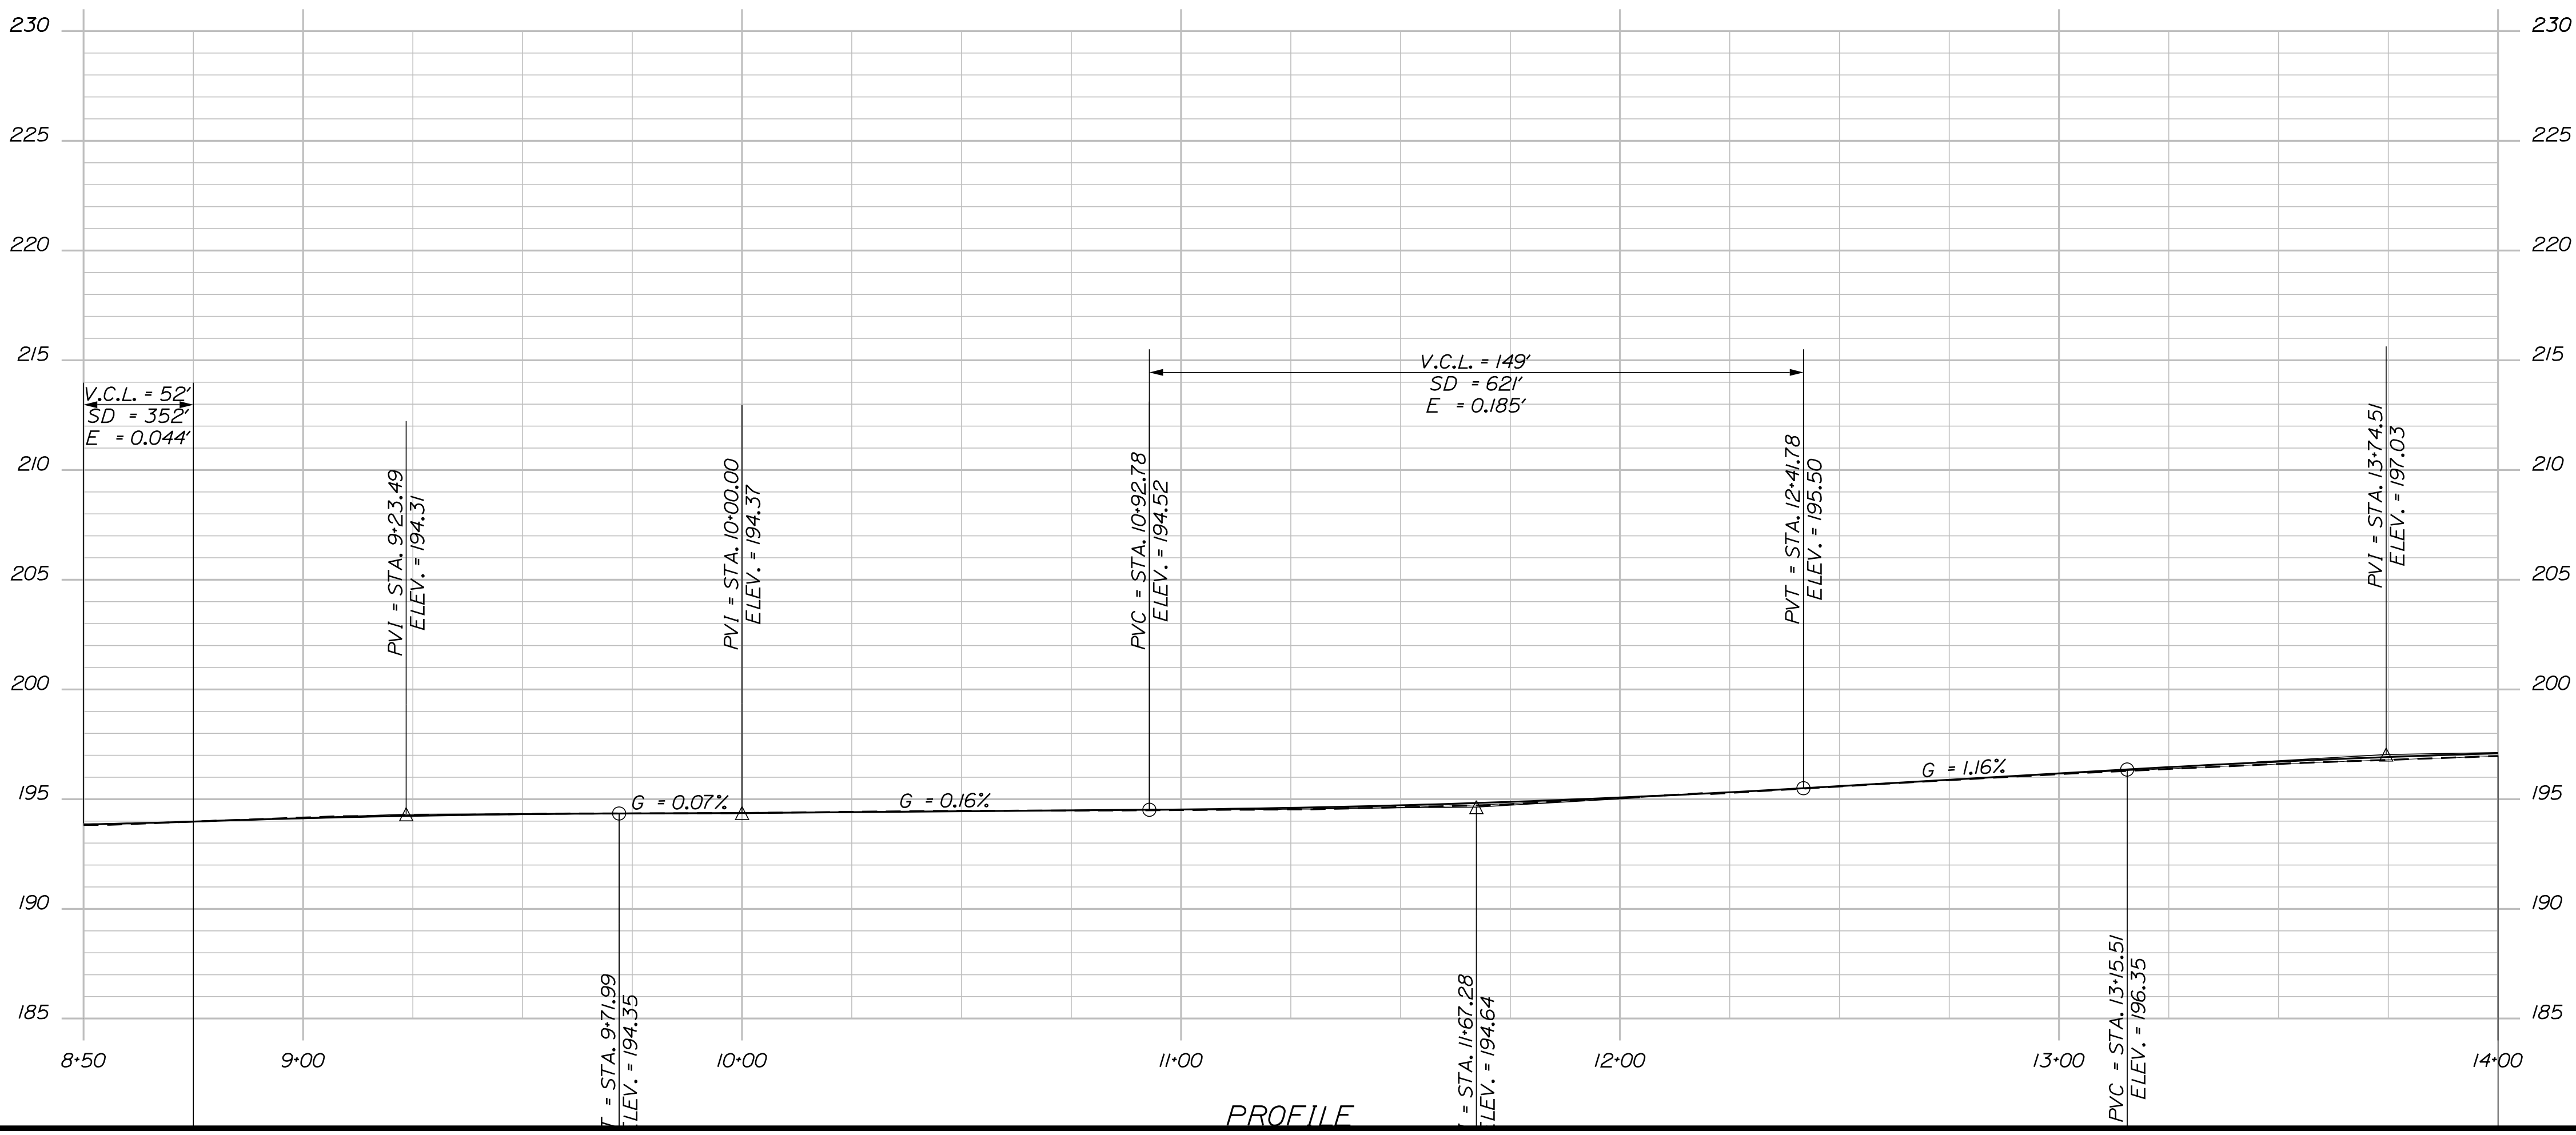 230
230
225
225
220
220
215
215
210
210
205
205
200
200
195
195
190
190
185
185
V.C.L. = 52'
SD = 352'
E = 0.044'
PVI = STA. 9+23.49
ELEV. = 194.31
PVI = STA. 10+00.00
ELEV. = 194.37
PVC = STA. 10+92.78
ELEV. = 194.52
V.C.L. = 149'
SD = 621'
E = 0.185'
PVT = STA. 12+41.78
ELEV. = 195.50
PVI = STA. 13+74.51
ELEV. = 197.03
G = 0.07%
G = 0.16%
G = 1.16%
= STA. 9+71.99
LEV. = 194.35
= STA. 11+67.28
LEV. = 194.64
PVC = STA. 13+15.51
ELEV. = 196.35
8+50
9+00
10+00
11+00
12+00
13+00
14+00
PROFILE